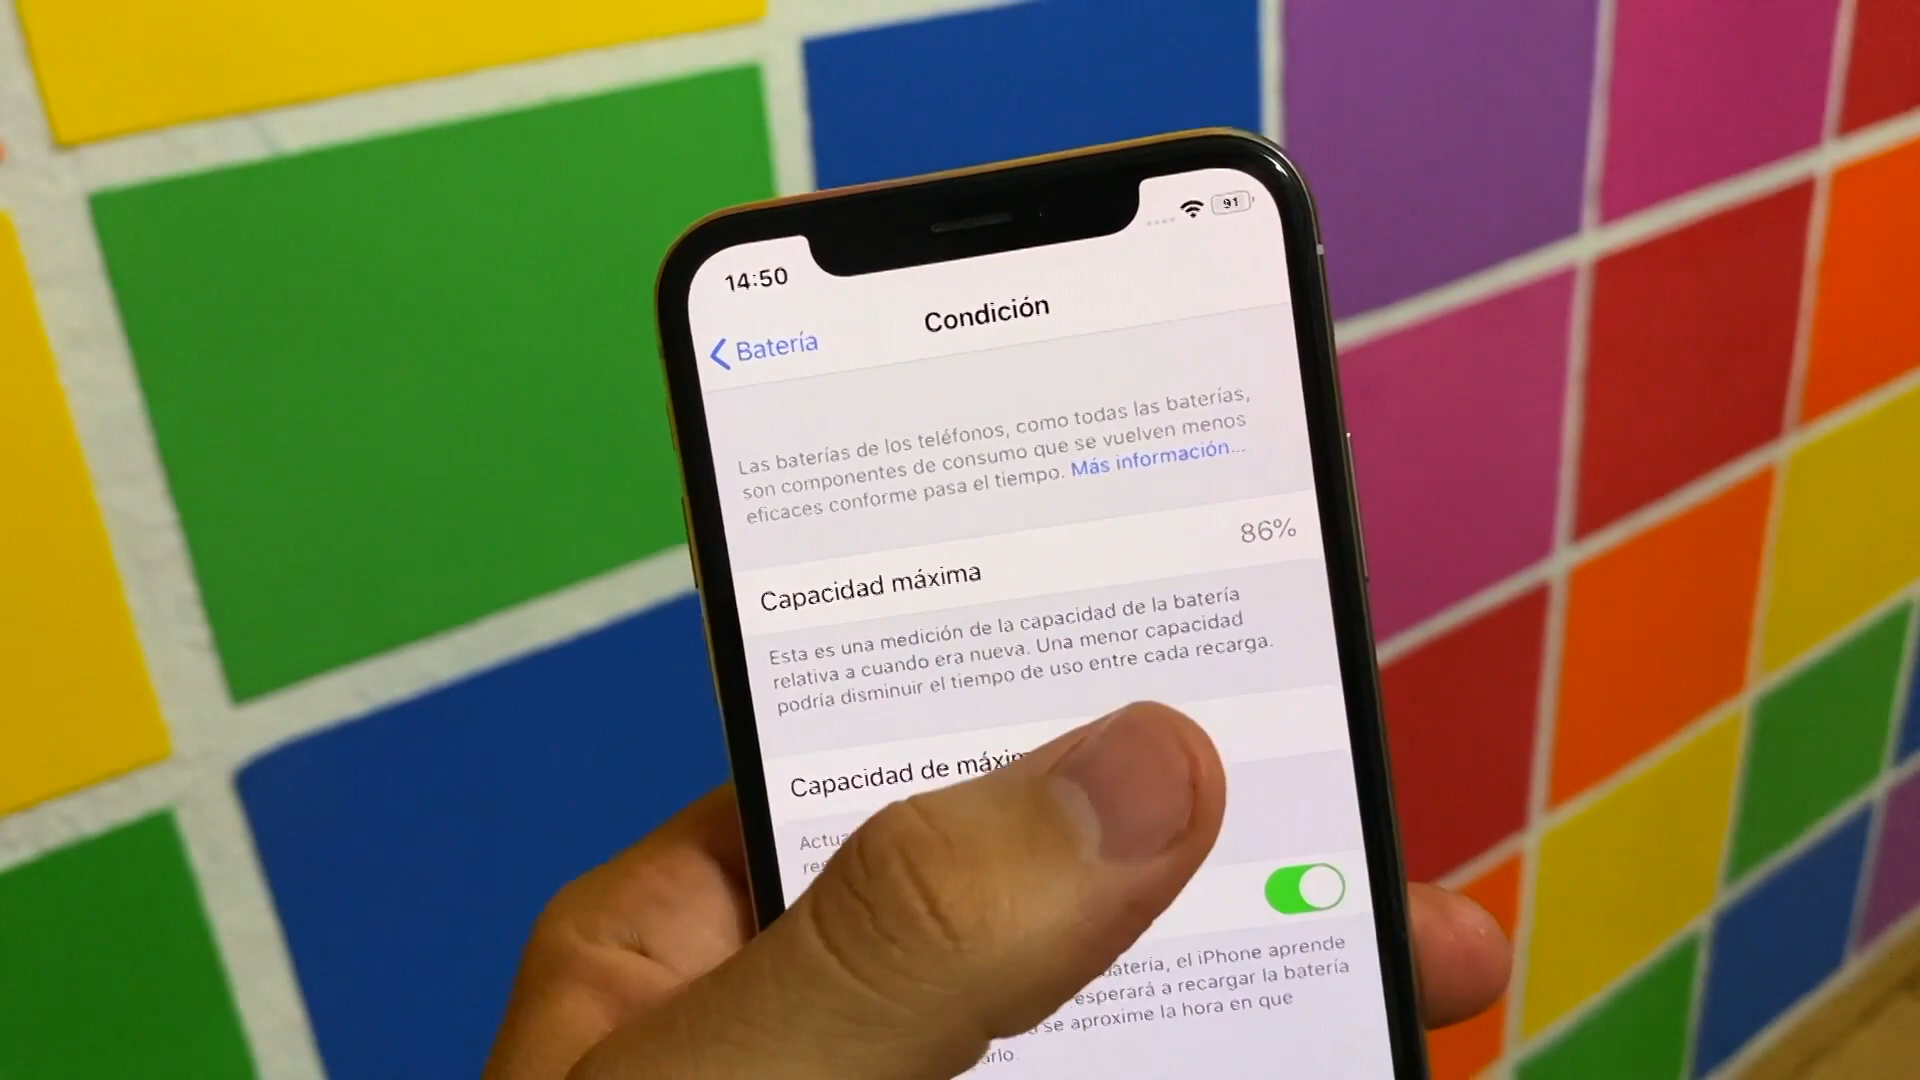 14:50
91
Batería
Condición
Las baterías de los teléfonos, como todas las baterías,
son componentes de consumo que se vuelven menos
eficaces conforme pasa el tiempo. Más información...
Capacidad máxima
86%
Esta es una medición de la capacidad de la batería
relativa a cuando era nueva. Una menor capacidad
podría disminuir el tiempo de uso entre cada recarga.
Capacidad de
batería, el iPhone aprende
esperará a recargar la batería
se aproxime la hora en que